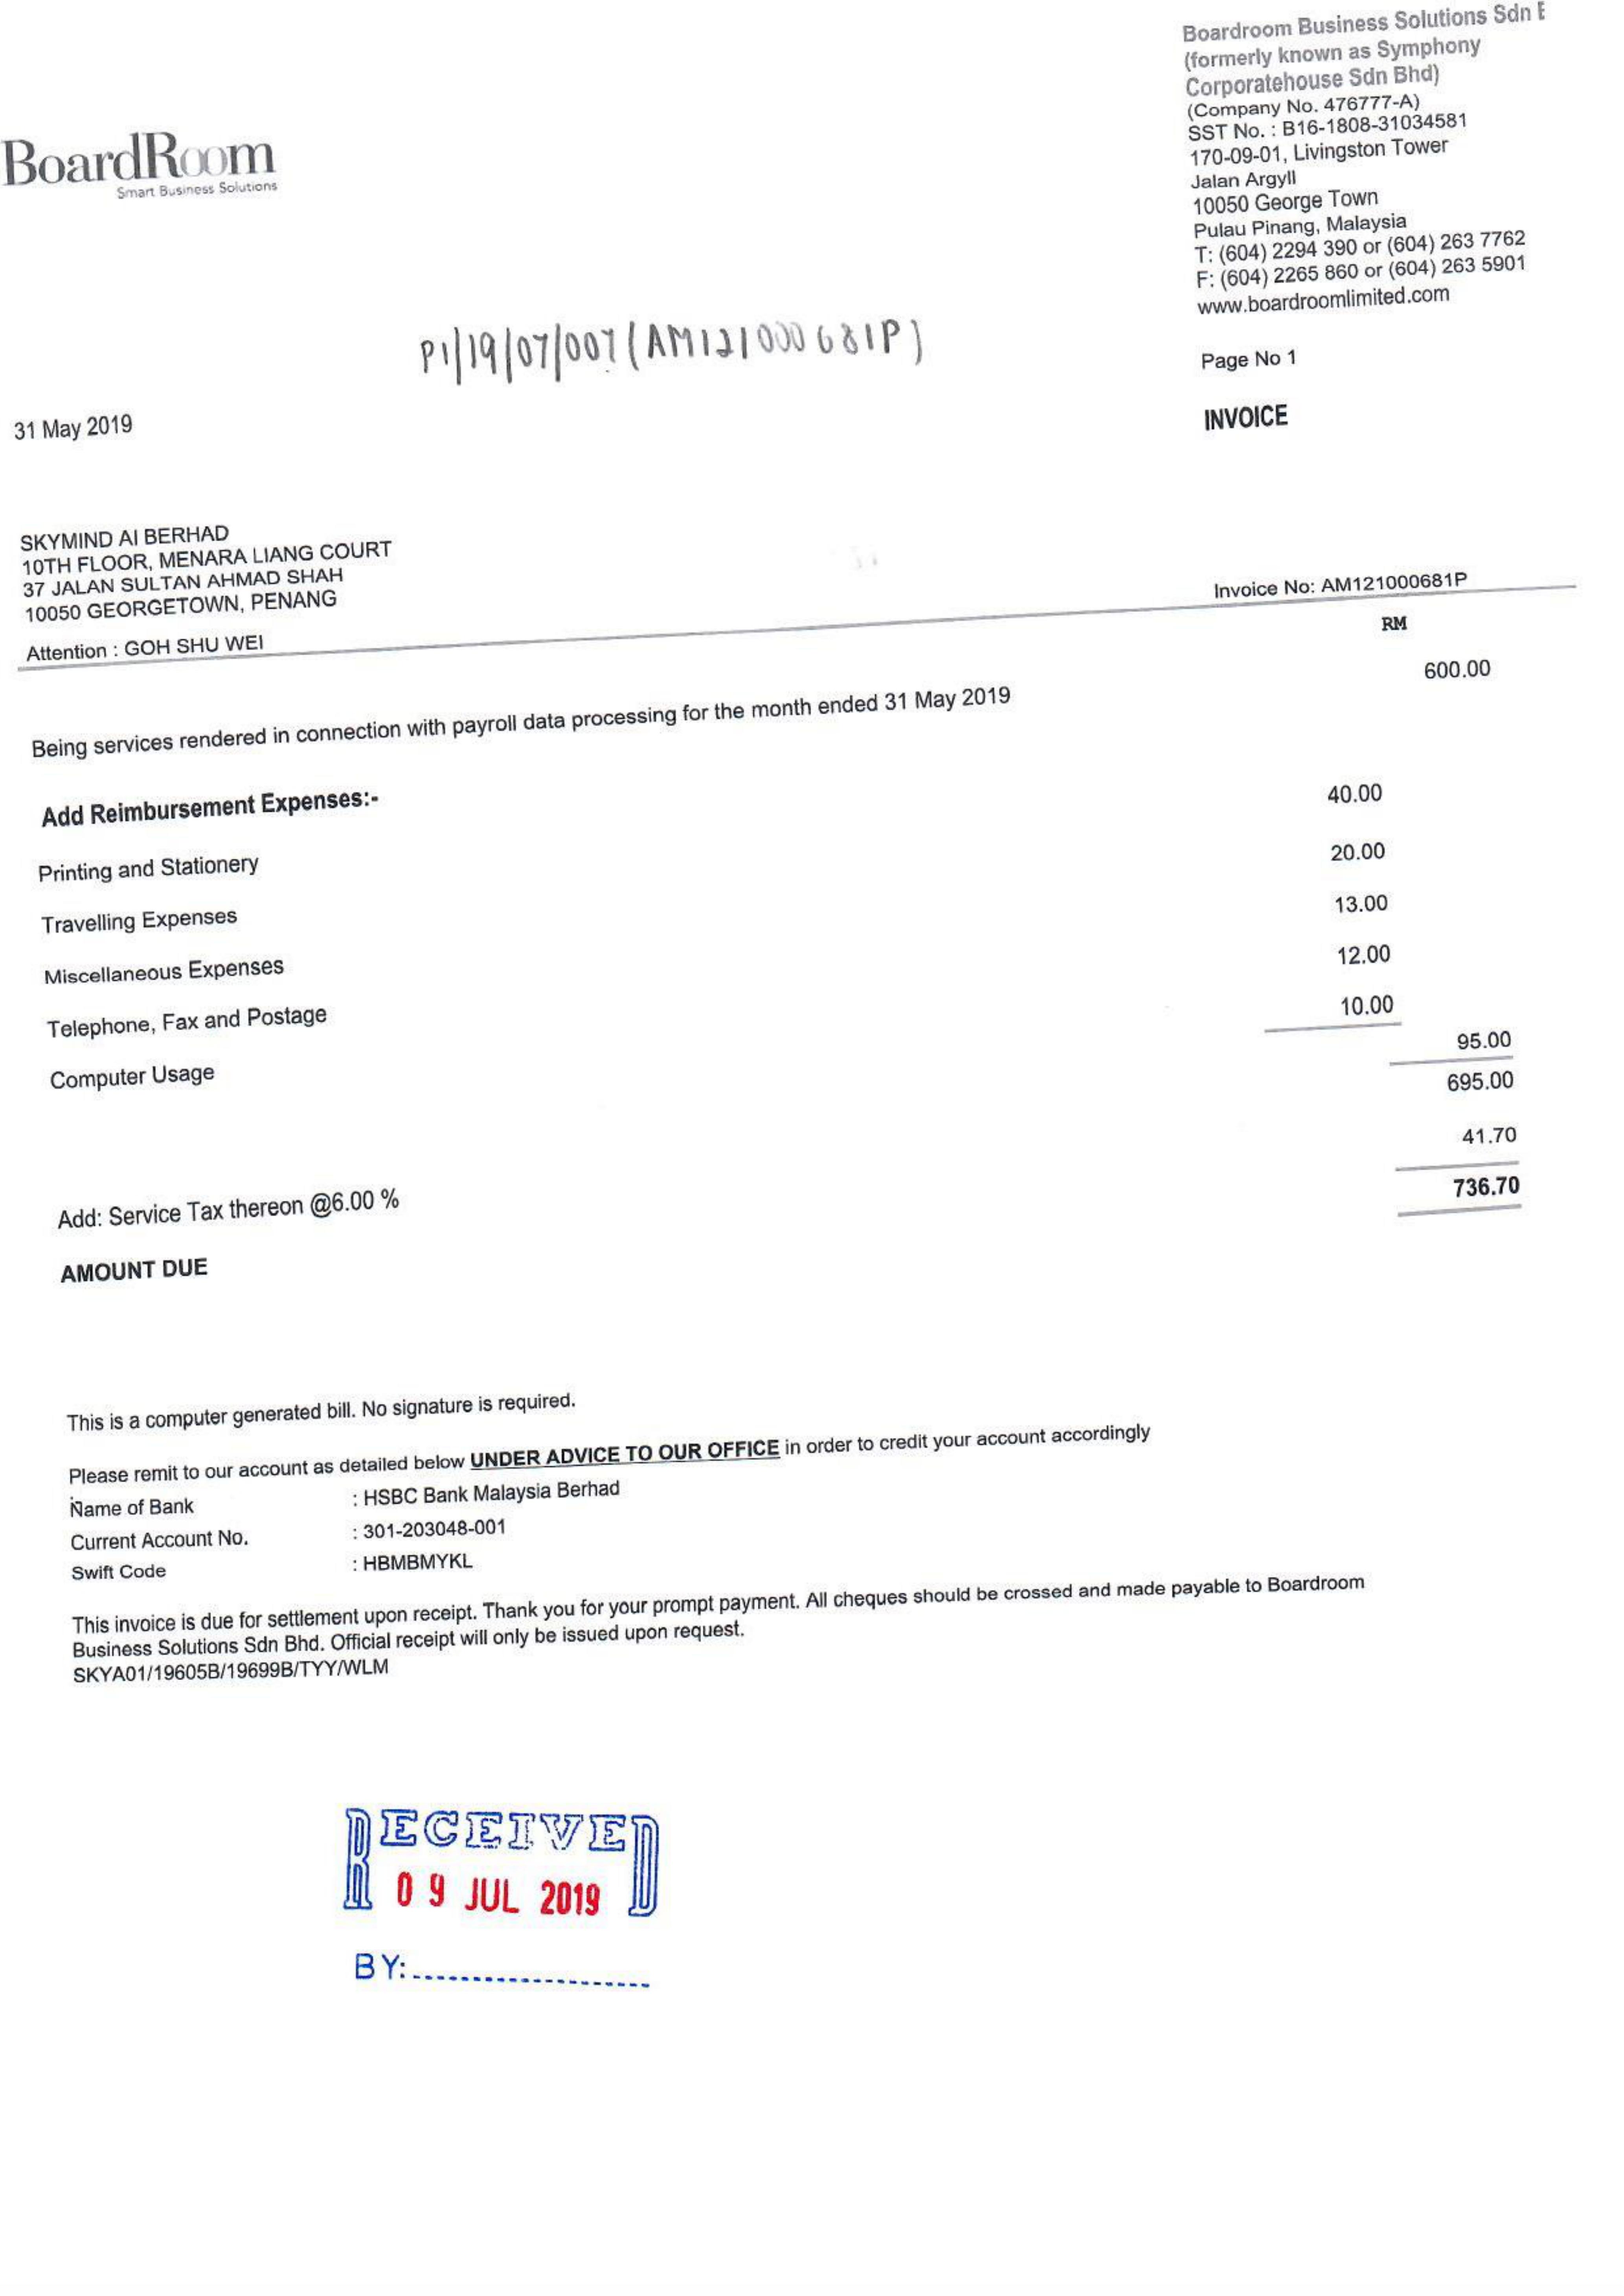 Boardroom Business Solutions Sdn
(formerly known as Symphony
Corporatehouse Sdn Bhd)
(Company No. 476777-A)
SST No. : B16-1808-31034581
170-09-01, Livingston Tower
Jalan Argyll
10050 George Town
Pulau Pinang, Malaysia
T: (604) 2294 390 or (604) 263 7762
F: (604) 2265 860 or (604) 263 5901
www.boardroomlimited.com
BoardRoom
Smart Business Solutions
P1/19/07/007 (AM121000681P)
Page No 1
31 May 2019
INVOICE
SKYMIND AI BERHAD
10TH FLOOR, MENARA LIANG COURT
37 JALAN SULTAN AHMAD SHAH
10050 GEORGETOWN, PENANG
Invoice No: AM121000681P
Attention : GOH SHU WEI
RM
Being services rendered in connection with payroll data processing for the month ended 31 May 2019 600.00
Add Reimbursement Expenses:-
Printing and Stationery 40.00
Travelling Expenses 20.00
Miscellaneous Expenses 13.00
Telephone, Fax and Postage 12.00
Computer Usage 10.00
95.00
695.00
Add: Service Tax thereon @6.00 % 41.70
AMOUNT DUE 736.70
This is a computer generated bill. No signature is required.
Please remit to our account as detailed below UNDER ADVICE TO OUR OFFICE in order to credit your account accordingly
Name of Bank : HSBC Bank Malaysia Berhad
Current Account No. : 301-203048-001
Swift Code : HBMBMYKL
This invoice is due for settlement upon receipt. Thank you for your prompt payment. All cheques should be crossed and made payable to Boardroom
Business Solutions Sdn Bhd. Official receipt will only be issued upon request.
SKYA01/19605B/19699B/TYY/WLM
RECEIVED
09 JUL 2019
BY: